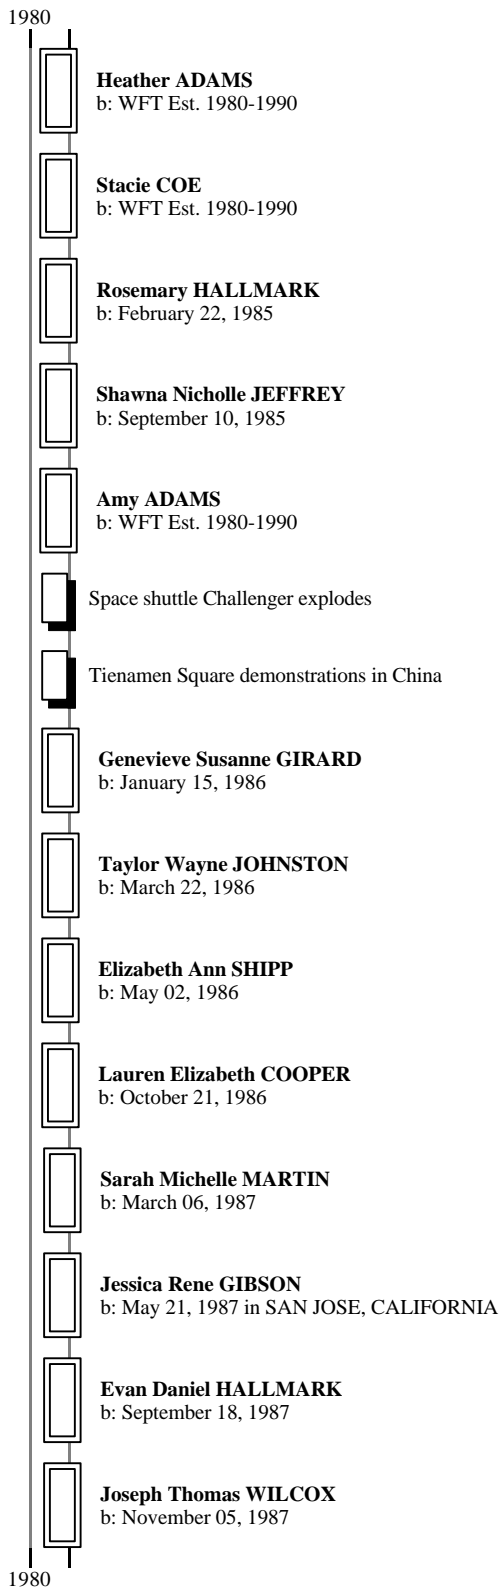 1980
Heather ADAMS
b: WFT Est. 1980-1990
Stacie COE
b: WFT Est. 1980-1990
Rosemary HALLMARK
b: February 22, 1985
Shawna Nicholle JEFFREY
b: September 10, 1985
Amy ADAMS
b: WFT Est. 1980-1990
Space shuttle Challenger explodes
Tienamen Square demonstrations in China
Genevieve Susanne GIRARD
b: January 15, 1986
Taylor Wayne JOHNSTON
b: March 22, 1986
Elizabeth Ann SHIPP
b: May 02, 1986
Lauren Elizabeth COOPER
b: October 21, 1986
Sarah Michelle MARTIN
b: March 06, 1987
Jessica Rene GIBSON
b: May 21, 1987 in SAN JOSE, CALIFORNIA
Evan Daniel HALLMARK
b: September 18, 1987
Joseph Thomas WILCOX
b: November 05, 1987
1980